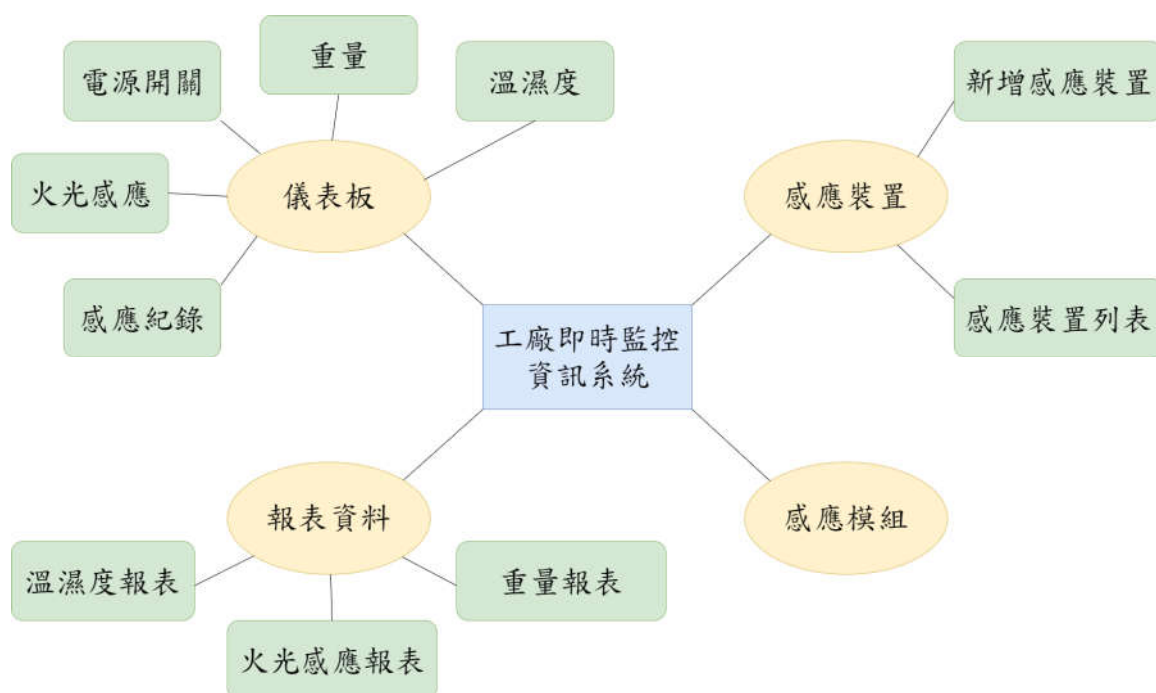 重量
電源開關
溫濕度
新增感應裝置
火光感應
儀表板
感應裝置
感應紀錄
感應裝置列表
工廠即時監控
資訊系統
報表資料
感應模組
溫濕度報表
重量報表
火光感應報表